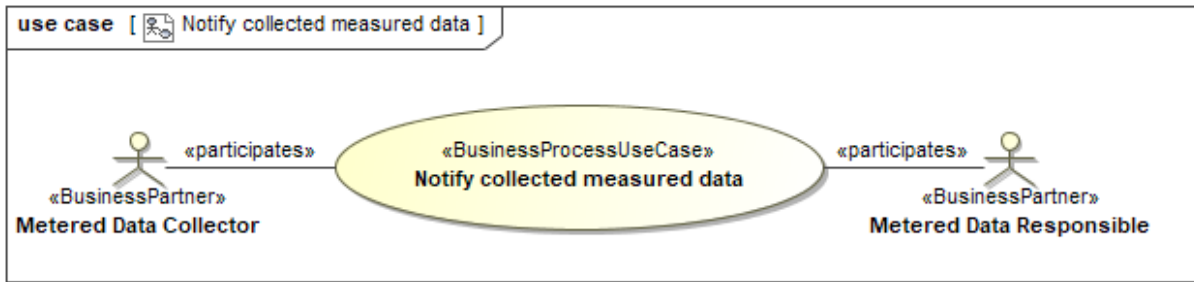 use case [ Notify collected measured data ]
«participates»
«BusinessProcessUseCase»
«participates»
Notify collected measured data
«BusinessPartner»
«BusinessPartner»
Metered Data Collector
Metered Data Responsible